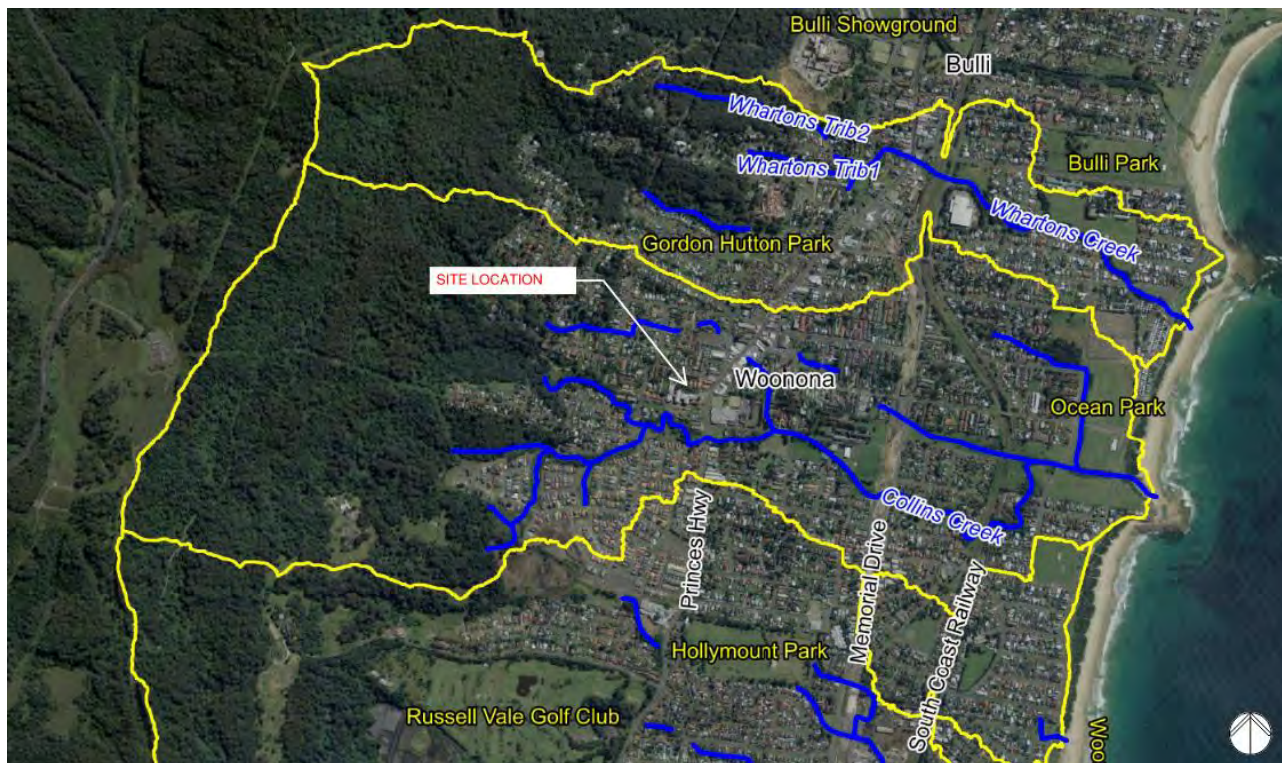 Bulli Showground
Bulli
Whartons Trib2
Whartons Trib1
Bulli Park
Whartons Creek
Gordon Hutton Park
SITE LOCATION
Woonona
Ocean Park
Collins Creek
Princes Hwy
Memorial Drive
South Coast Railway
Hollymount Park
Russell Vale Golf Club
Woo